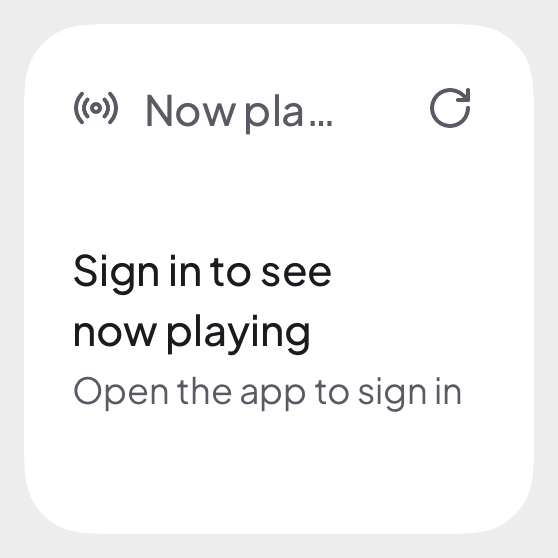 Now pla...
Sign in to see
now playing
Open the app to sign in